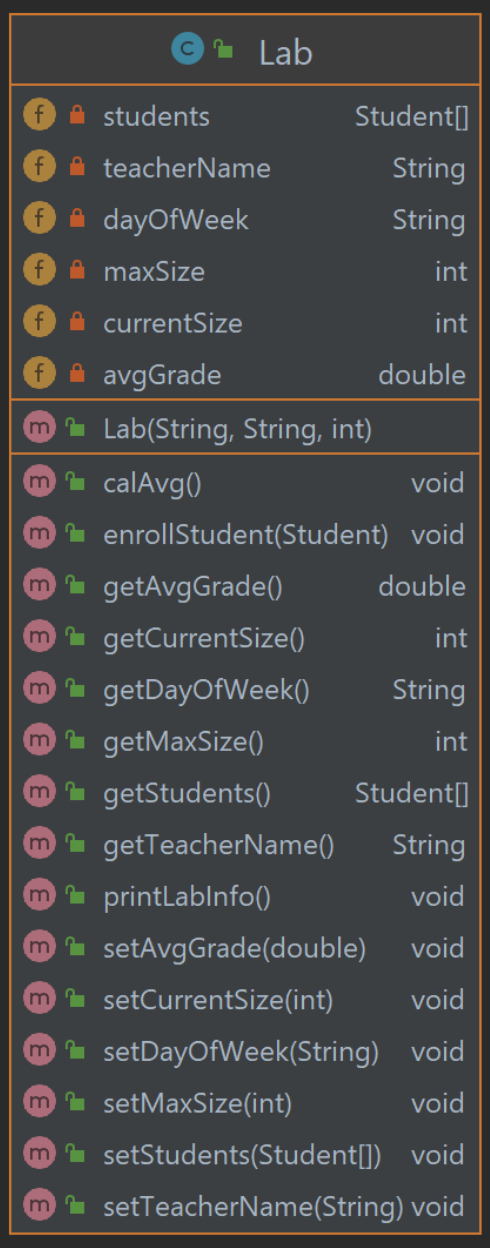 C Lab
f students Student[]
f teacherName String
f dayOfWeek String
f maxSize int
f currentSize int
f avgGrade double
m Lab(String, String, int)
m calAvg() void
m enrollStudent(Student) void
m getAvgGrade() double
m getCurrentSize() int
m getDayOfWeek() String
m getMaxSize() int
m getStudents() Student[]
m getTeacherName() String
m printLabInfo() void
m setAvgGrade(double) void
m setCurrentSize(int) void
m setDayOfWeek(String) void
m setMaxSize(int) void
m setStudents(Student[]) void
m setTeacherName(String) void